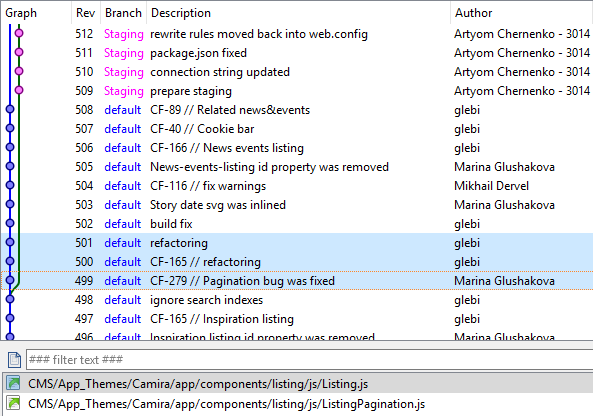 Graph Rev Branch Description Author
512 Staging rewrite rules moved back into web.config Artyom Chernenko - 3014
511 Staging package.json fixed Artyom Chernenko - 3014
510 Staging connection string updated Artyom Chernenko - 3014
509 Staging prepare staging Artyom Chernenko - 3014
508 default CF-89 // Related news&events glebi
507 default CF-40 // Cookie bar glebi
506 default CF-166 // News events listing glebi
505 default News-events-listing id property was removed Marina Glushakova
504 default CF-116 // fix warnings Mikhail Dervel
503 default Story date svg was inlined Marina Glushakova
502 default build fix glebi
501 default refactoring glebi
500 default CF-165 // refactoring glebi
499 default CF-279 // Pagination bug was fixed Marina Glushakova
498 default ignore search indexes glebi
497 default CF-165 // Inspiration listing glebi
496 default Inspiration listing id property was removed Marina Glushakova
### filter text ###
CMS/App_Themes/Camira/app/components/listing/js/Listing.js
CMS/App_Themes/Camira/app/components/listing/js/ListingPagination.js